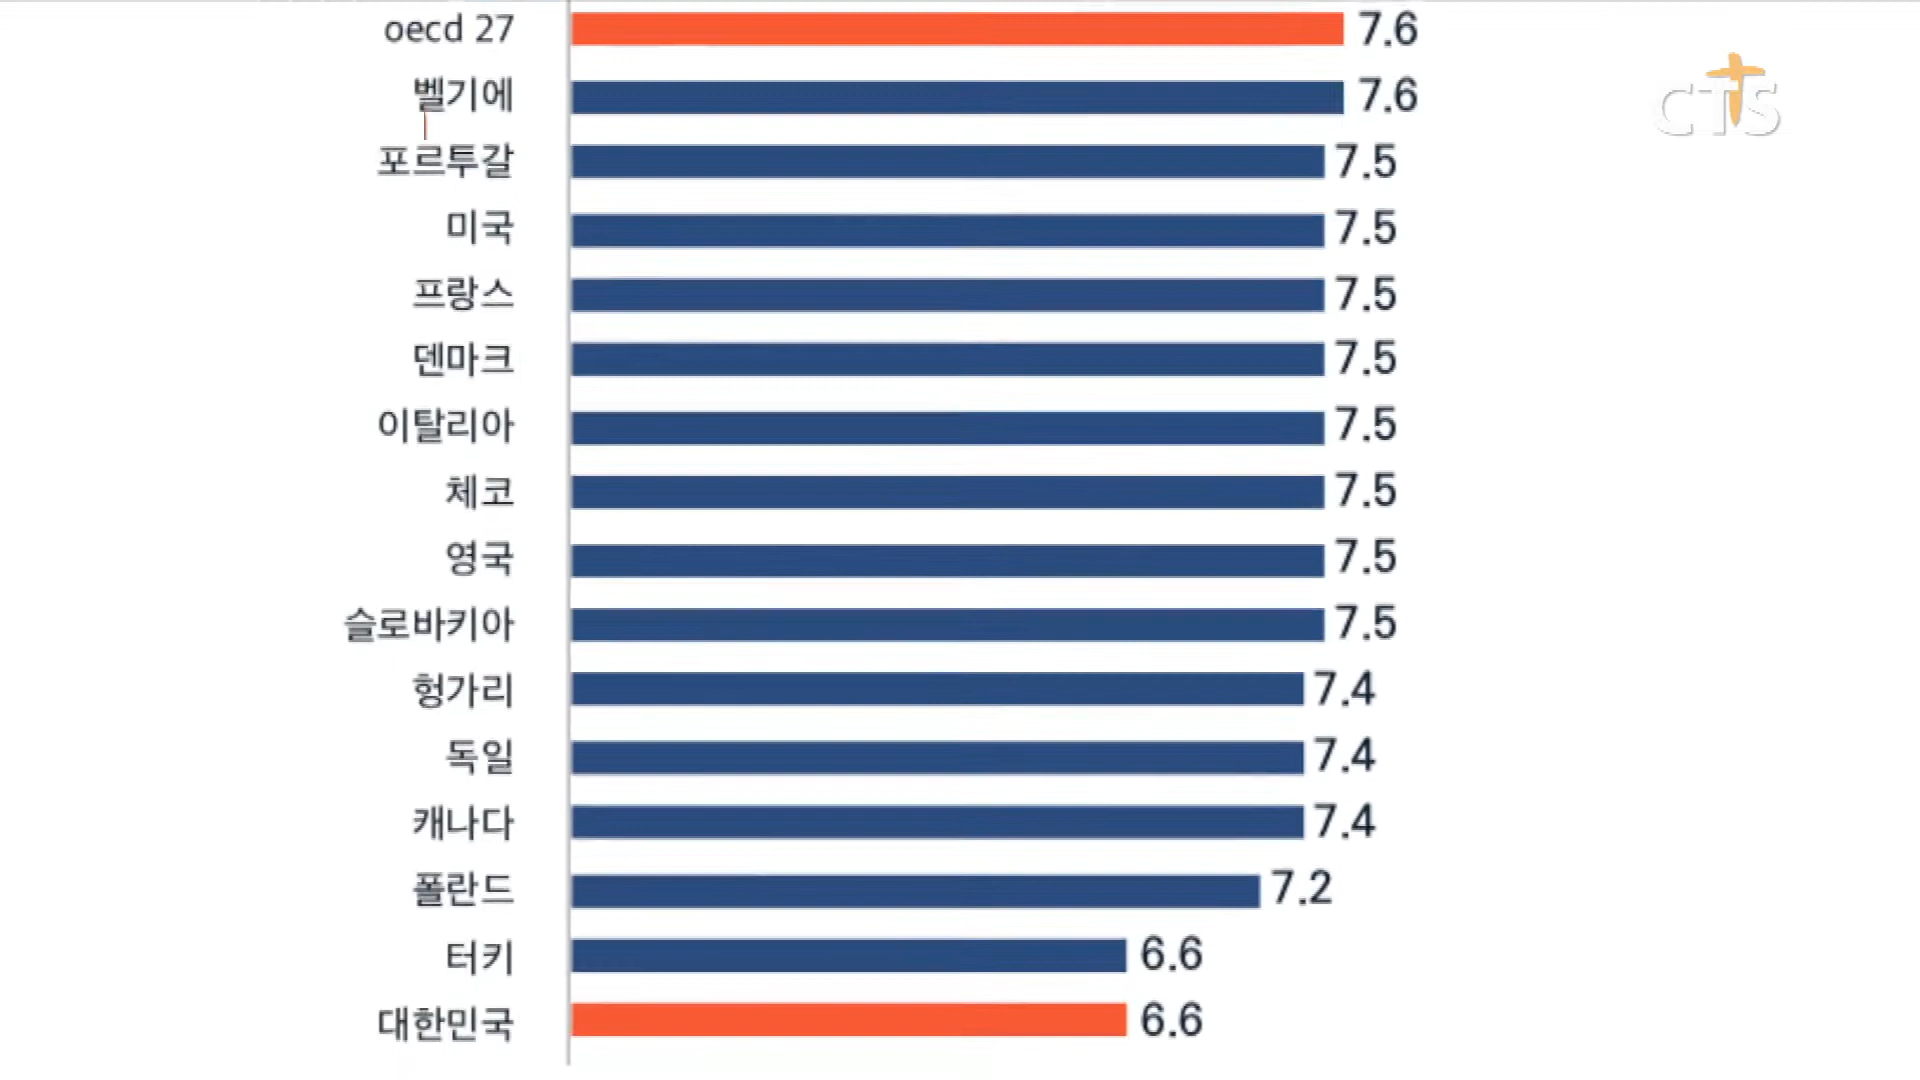 oecd 27 7.6
벨기에 7.6
포르투갈 7.5
미국 7.5
프랑스 7.5
덴마크 7.5
이탈리아 7.5
체코 7.5
영국 7.5
슬로바키아 7.5
헝가리 7.4
독일 7.4
캐나다 7.4
폴란드 7.2
터키 6.6
대한민국 6.6
CTS